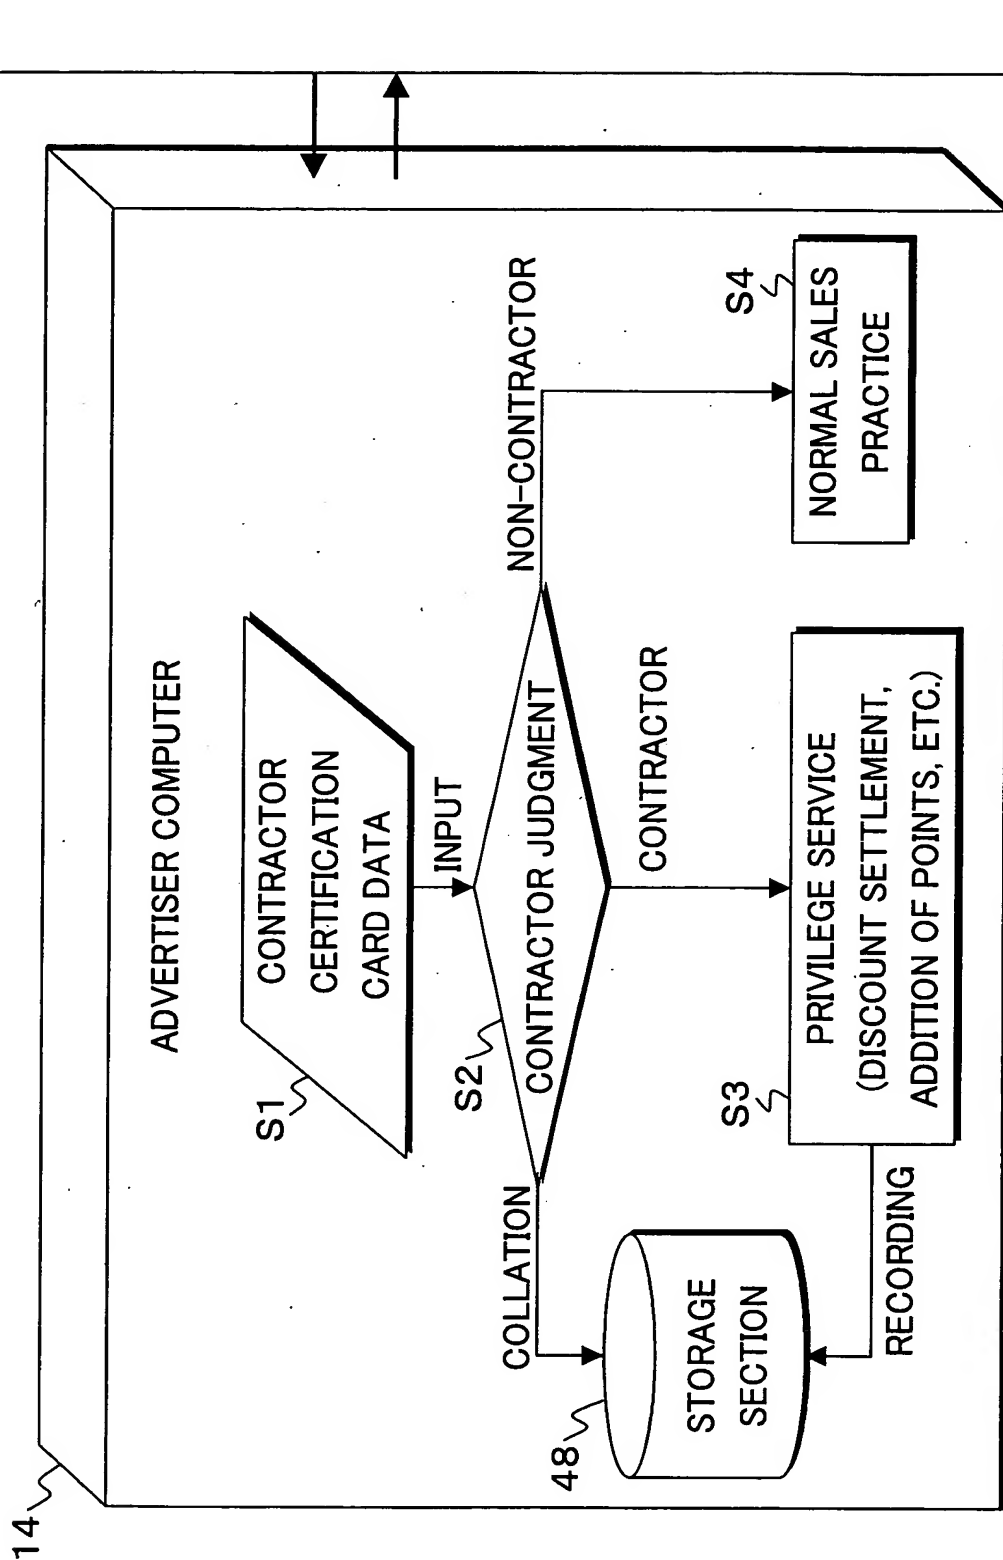 14
ADVERTISER COMPUTER
S1
CONTRACTOR
CERTIFICATION
CARD DATA
INPUT
S2
CONTRACTOR JUDGMENT
COLLATION
NON-CONTRACTOR
CONTRACTOR
48
STORAGE
SECTION
S3
PRIVILEGE SERVICE
(DISCOUNT SETTLEMENT,
ADDITION OF POINTS, ETC.)
S4
NORMAL SALES
PRACTICE
RECORDING